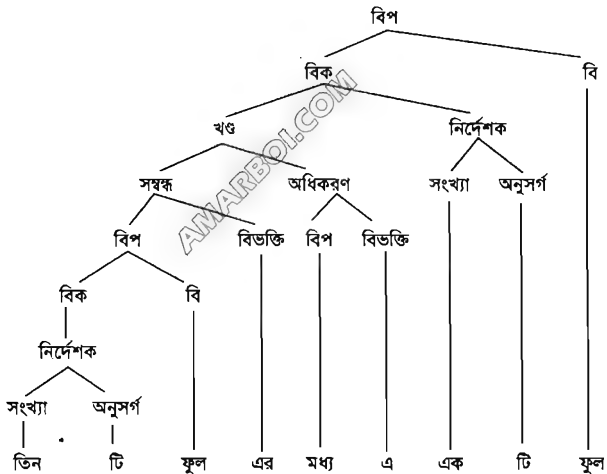 বিপ
বিক বি
খণ্ড নির্দেশক
সম্বন্ধ অধিকরণ সংখ্যা অনুসর্গ
বিপ বিভক্তি বিপ বিভক্তি
বিক বি
নির্দেশক
সংখ্যা অনুসর্গ
তিন টি ফুল এর মধ্য এ এক টি ফুল
AMARBOI.COM